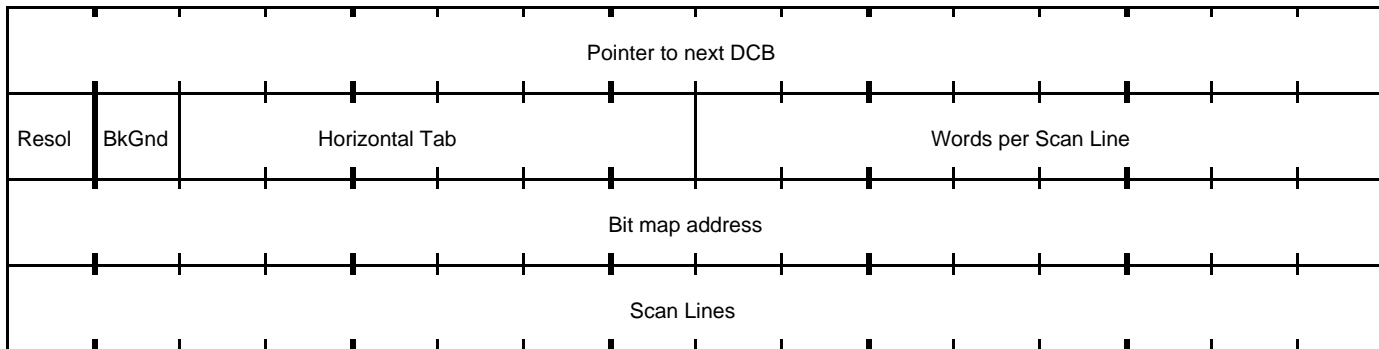 Pointer to next DCB
Resol BkGnd Horizontal Tab Words per Scan Line
Bit map address
Scan Lines